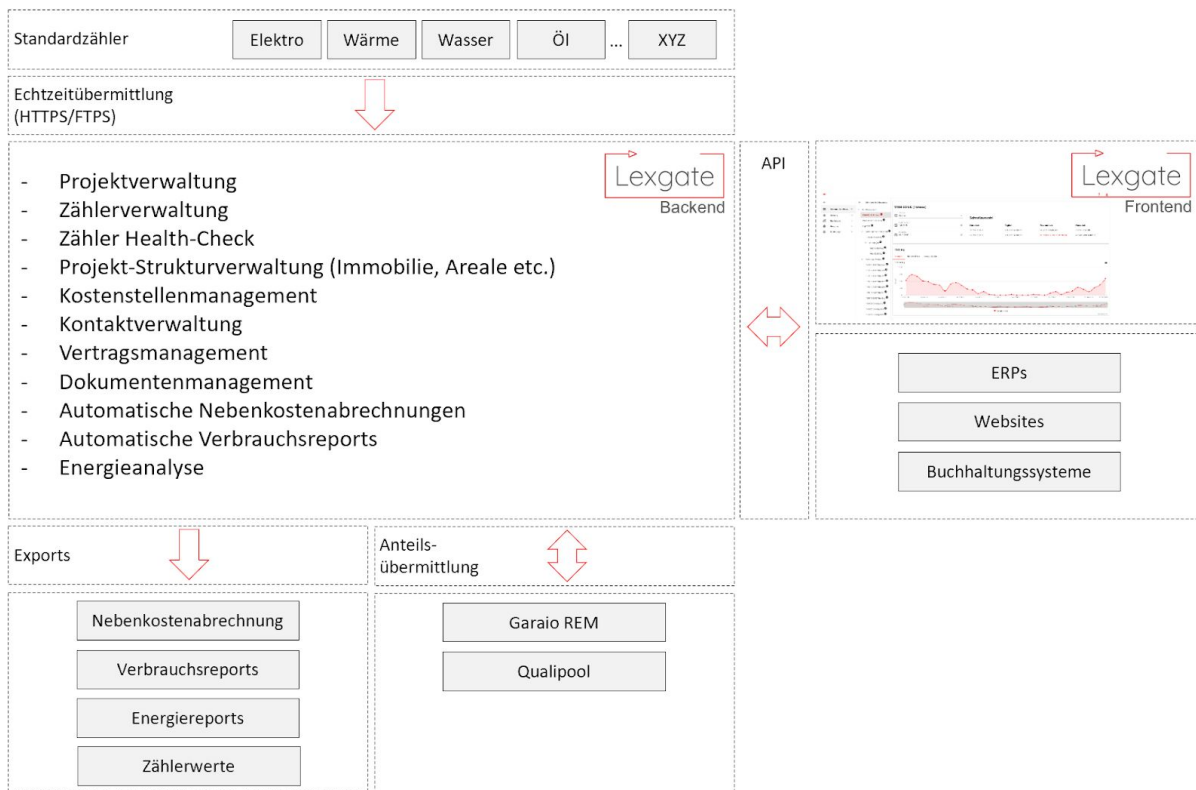 Standardzähler
Elektro
Wärme
Wasser
Öl
...
XYZ
Echtzeitübermittlung
(HTTPS/FTPS)
Lexgate
Backend
- Projektverwaltung
- Zählerverwaltung
- Zähler Health-Check
- Projekt-Strukturverwaltung (Immobilie, Areale etc.)
- Kostenstellenmanagement
- Kontaktverwaltung
- Vertragsmanagement
- Dokumentenmanagement
- Automatische Nebenkostenabrechnungen
- Automatische Verbrauchsreports
- Energieanalyse
API
Lexgate
Frontend
ERPs
Websites
Buchhaltungssysteme
Exports
Nebenkostenabrechnung
Verbrauchsreports
Energiereports
Zählerwerte
Anteils-
übermittlung
Garaio REM
Qualipool